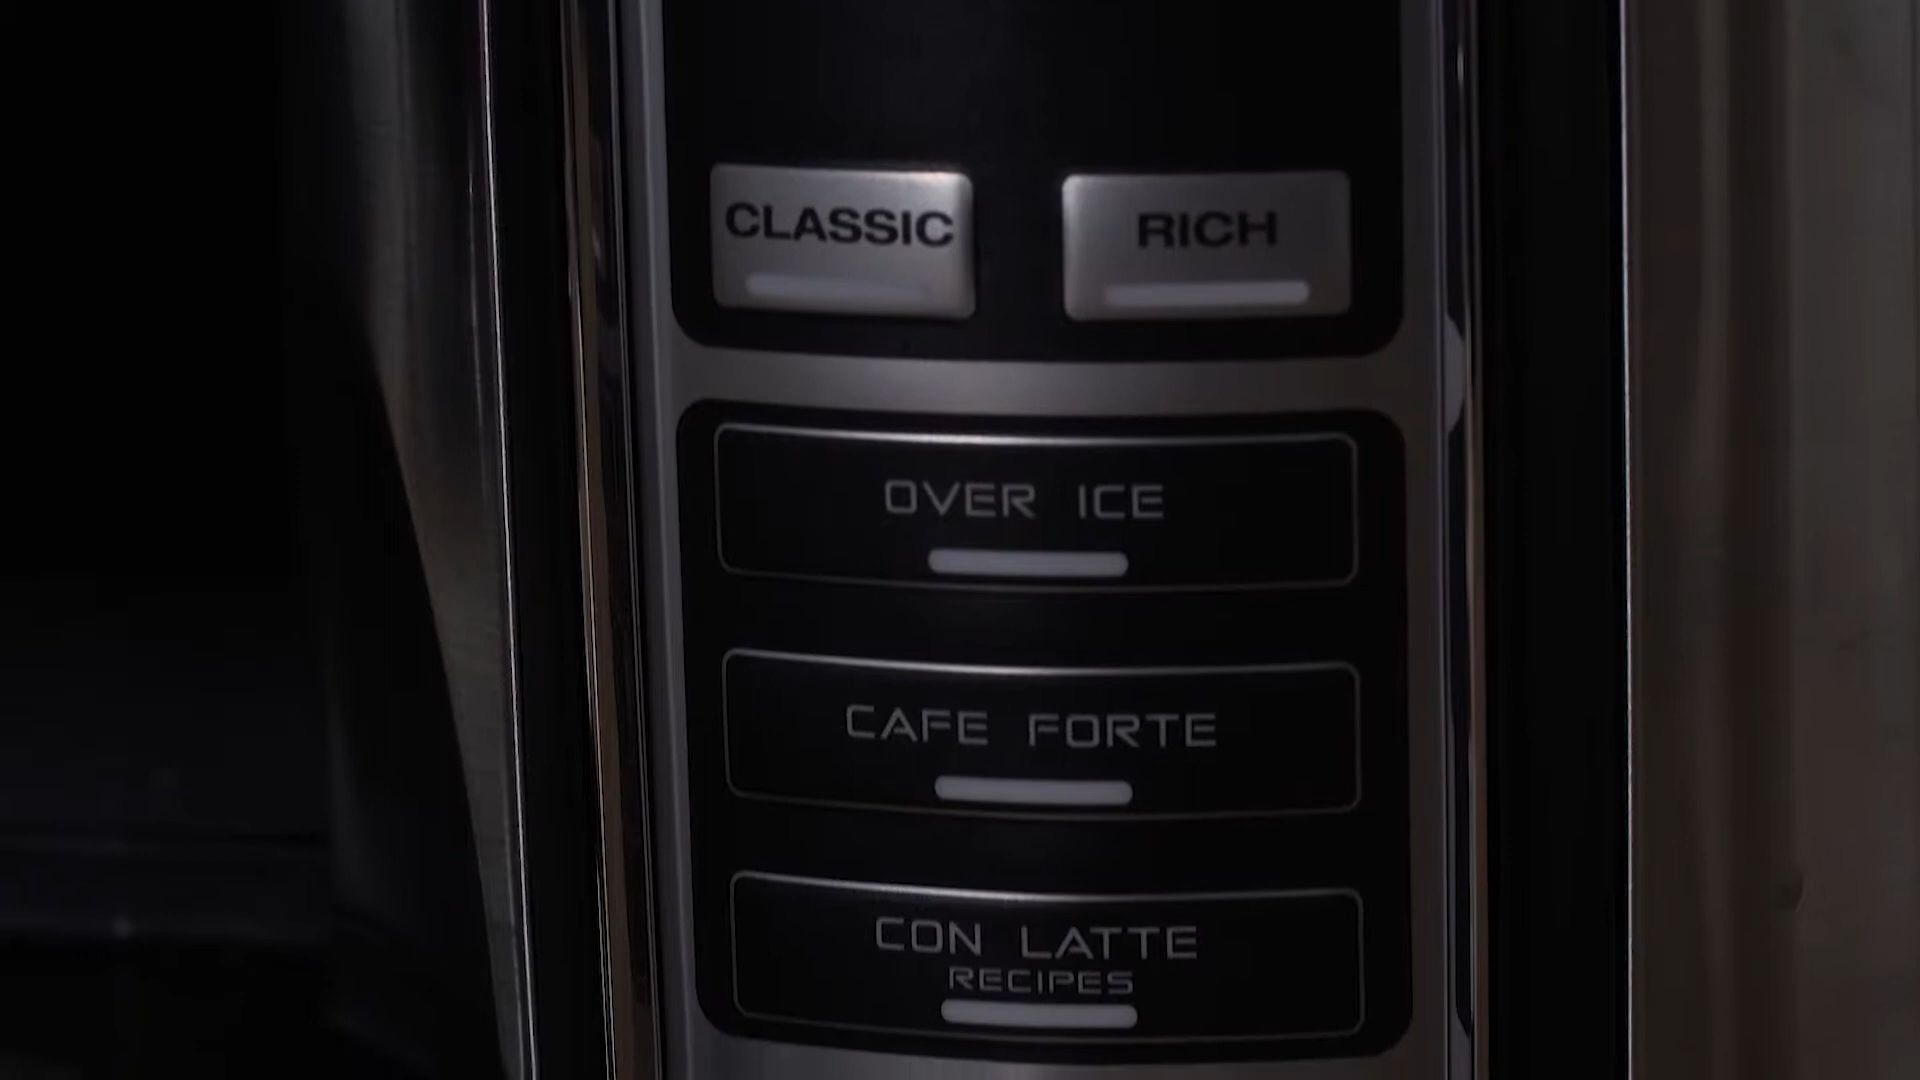 CLASSIC
RICH
OVER ICE
CAFE FORTE
CON LATTE
RECIPES